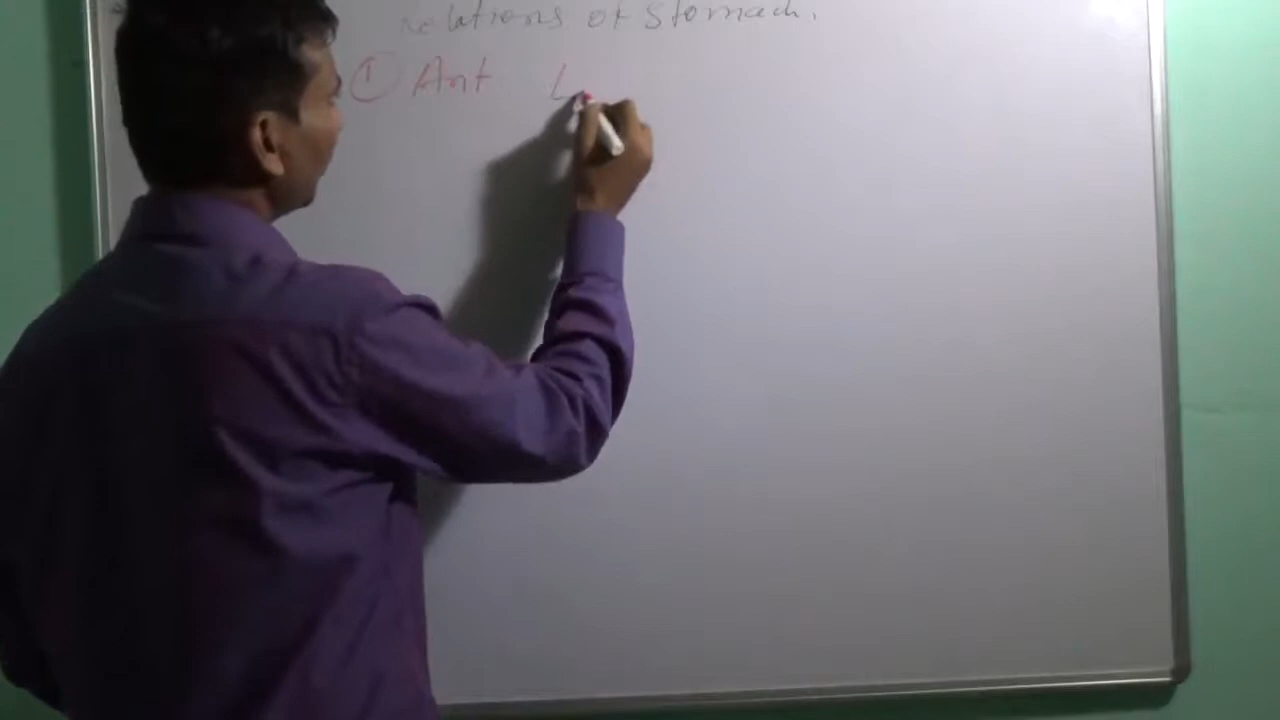 Relations of Stomach.
① Ant L